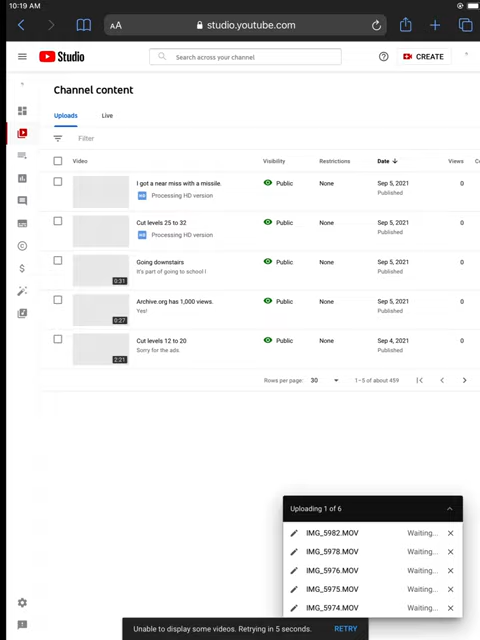 10:19 AM
AA
studio.youtube.com
Studio
Search across your channel
CREATE
Channel content
Uploads
Live
Filter
Video
Visibility
Restrictions
Date
Views
I got a near miss with a missile.
HD
Processing HD version
Public
None
Sep 5, 2021
Published
0
Cut levels 25 to 32
HD
Processing HD version
Public
None
Sep 5, 2021
Published
0
Going downstairs
It's part of going to school I
0:31
Public
None
Sep 5, 2021
Published
0
Archive.org has 1,000 views.
Yes!
0:27
Public
None
Sep 5, 2021
Published
0
Cut levels 12 to 20
Sorry for the ads
2:21
Public
None
Sep 4, 2021
Published
0
Rows per page:
30
1–5 of about 459
Uploading 1 of 6
IMG_5982.MOV
Waiting...
IMG_5978.MOV
Waiting...
IMG_5976.MOV
Waiting...
IMG_5975.MOV
Waiting...
IMG_5974.MOV
Waiting...
Unable to display some videos. Retrying in 5 seconds.
RETRY